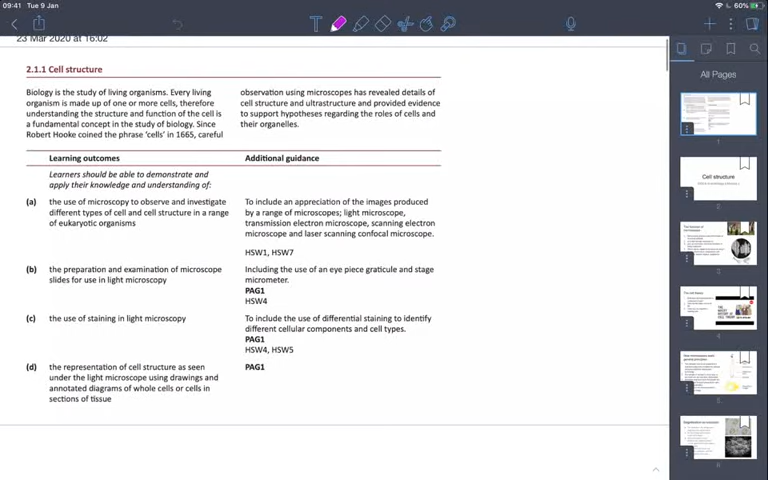 09:41 Tue 9 Jan
60%
23 Mar 2020 at 16:02
2.1.1 Cell structure
Biology is the study of living organisms. Every living
organism is made up of one or more cells, therefore
understanding the structure and function of the cell is
a fundamental concept in the study of biology. Since
Robert Hooke coined the phrase ‘cells’ in 1665, careful
observation using microscopes has revealed details of
cell structure and ultrastructure and provided evidence
to support hypotheses regarding the roles of cells and
their organelles.
Learning outcomes
Additional guidance
Learners should be able to demonstrate and
apply their knowledge and understanding of:
(a) the use of microscopy to observe and investigate
different types of cell and cell structure in a range
of eukaryotic organisms
To include an appreciation of the images produced
by a range of microscopes; light microscope,
transmission electron microscope, scanning electron
microscope and laser scanning confocal microscope.
HSW1, HSW7
(b) the preparation and examination of microscope
slides for use in light microscopy
Including the use of an eye piece graticule and stage
micrometer.
PAG1
HSW4
(c) the use of staining in light microscopy
To include the use of differential staining to identify
different cellular components and cell types.
PAG1
HSW4, HSW5
(d) the representation of cell structure as seen
under the light microscope using drawings and
annotated diagrams of whole cells or cells in
sections of tissue
PAG1
All Pages
1
Cell structure
2
3
4
5
6